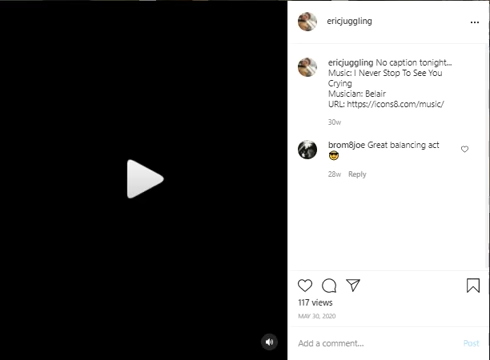 ericjuggling
ericjuggling No caption tonight...
Music: I Never Stop To See You
Crying
Musician: Belair
URL: https://icons8.com/music/
30w
brom8joe Great balancing act
😎
28w Reply
117 views
MAY 30, 2020
Add a comment... Post